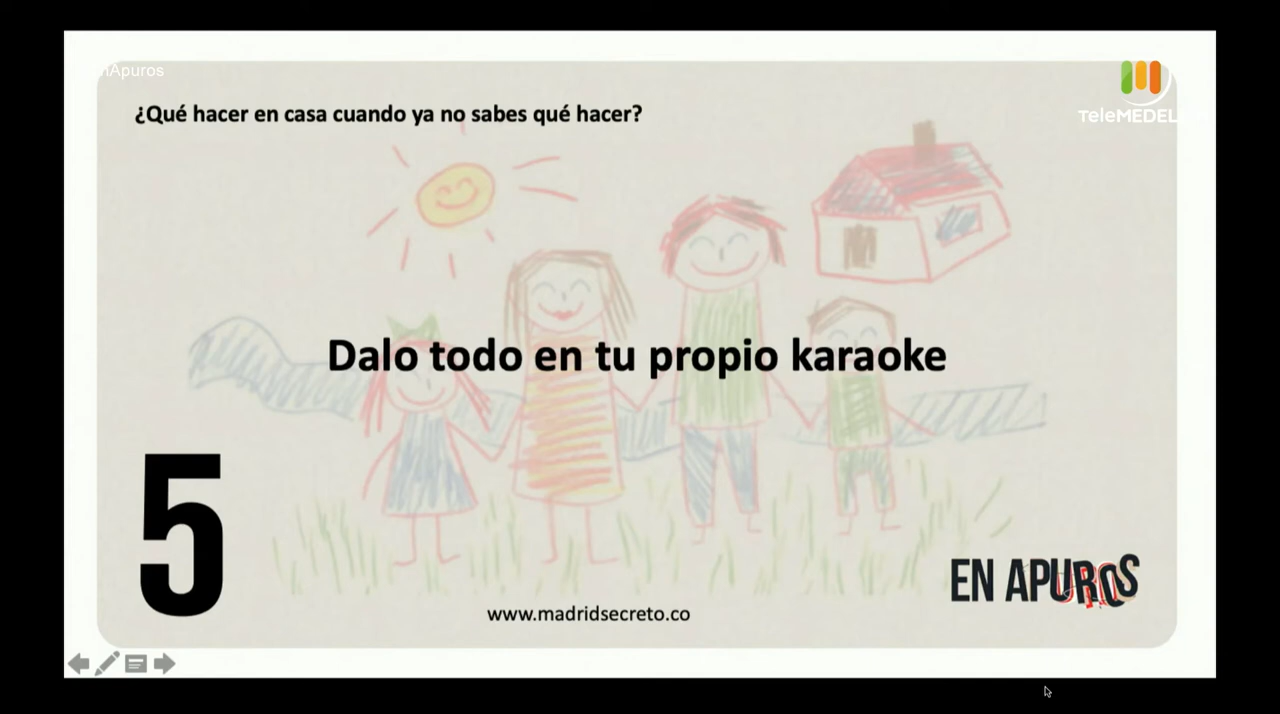 ¿Qué hacer en casa cuando ya no sabes qué hacer?
TeleMEDEL
Dalo todo en tu propio karaoke
5
EN APUROS
www.madridsecreto.co